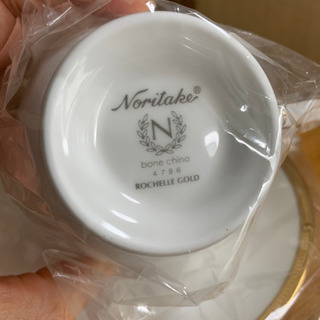 Noritake®
N
bone china
4796
ROCHELLE GOLD